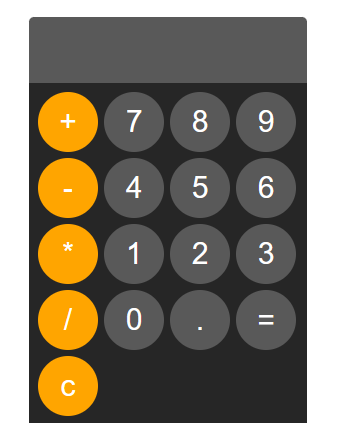 + 7 8 9
- 4 5 6
* 1 2 3
/ 0 . =
c